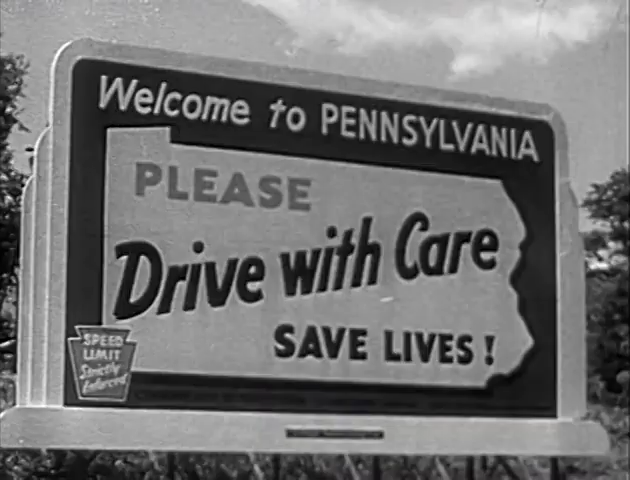 Welcome to PENNSYLVANIA
PLEASE
Drive with Care
SAVE LIVES!
SPEED
LIMIT
Strictly
Enforced